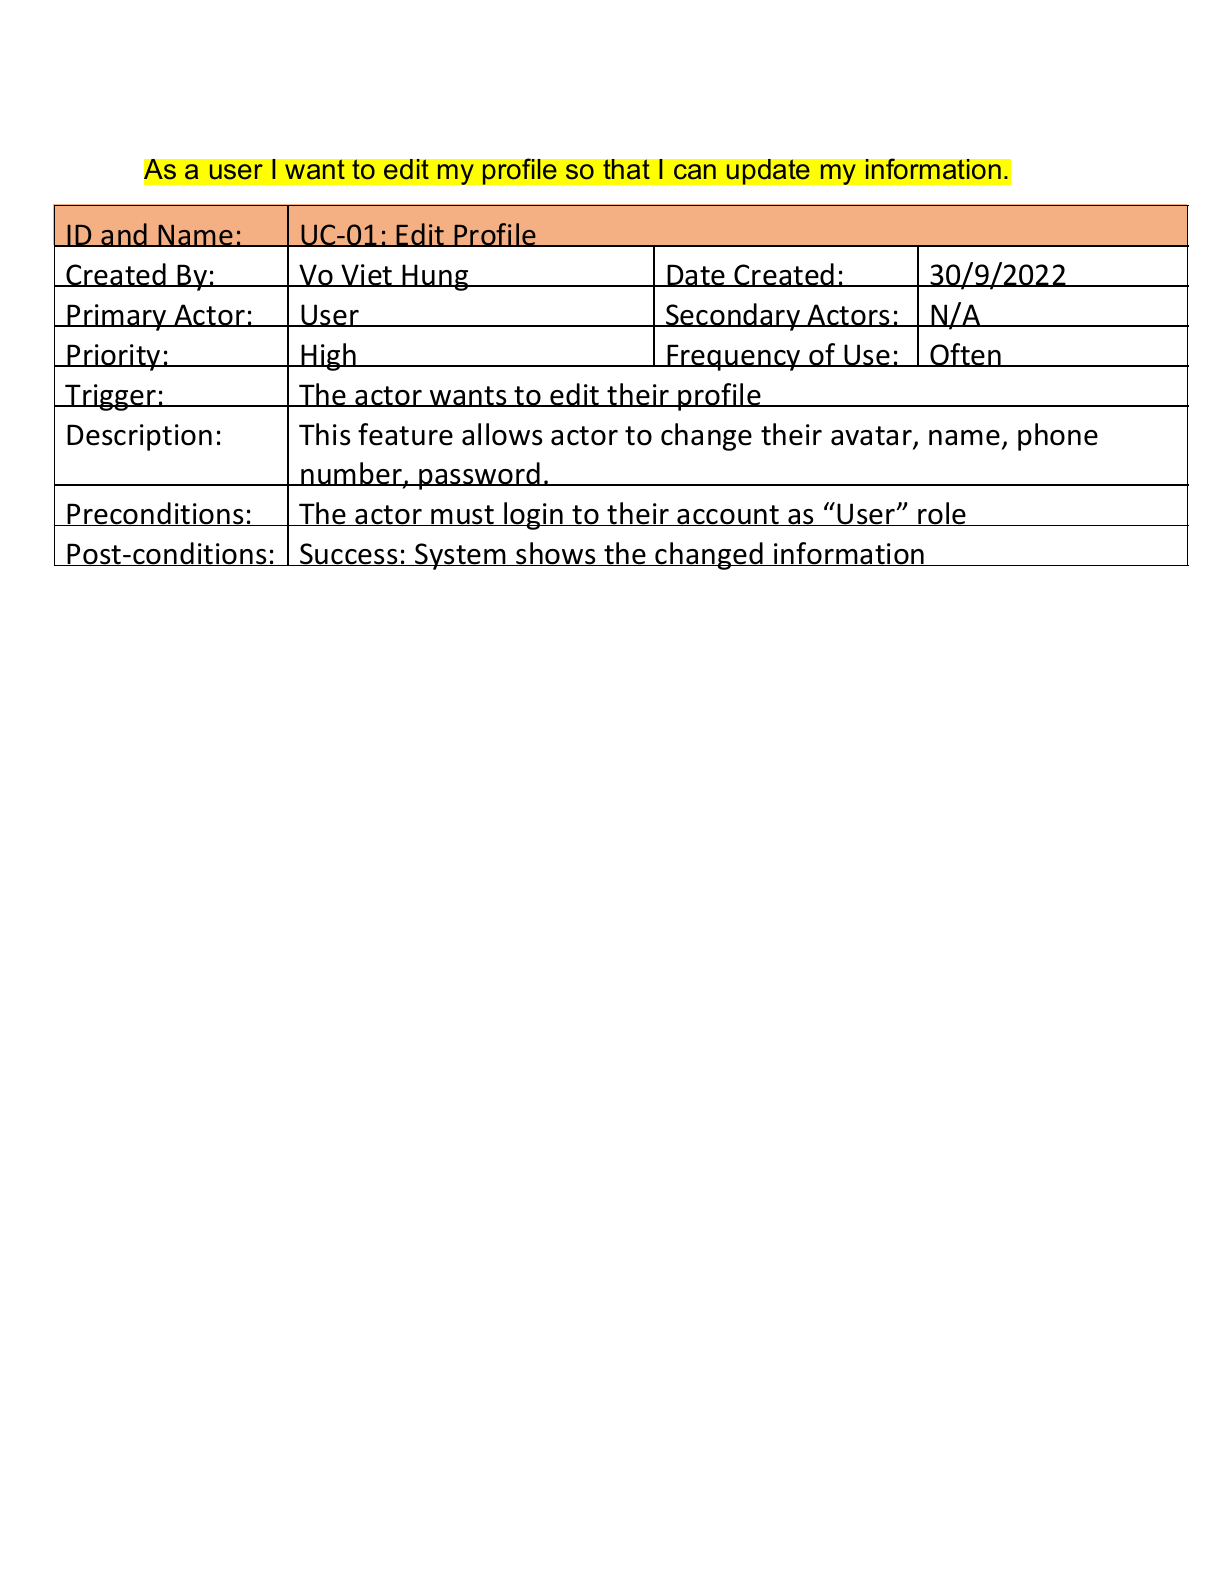 As a user I want to edit my profile so that I can update my information.
ID and Name: UC-01: Edit Profile
Created By: Vo Viet Hung Date Created: 30/9/2022
Primary Actor: User Secondary Actors: N/A
Priority: High Frequency of Use: Often
Trigger: The actor wants to edit their profile
Description: This feature allows actor to change their avatar, name, phone
number, password.
Preconditions: The actor must login to their account as “User” role
Post-conditions: Success: System shows the changed information